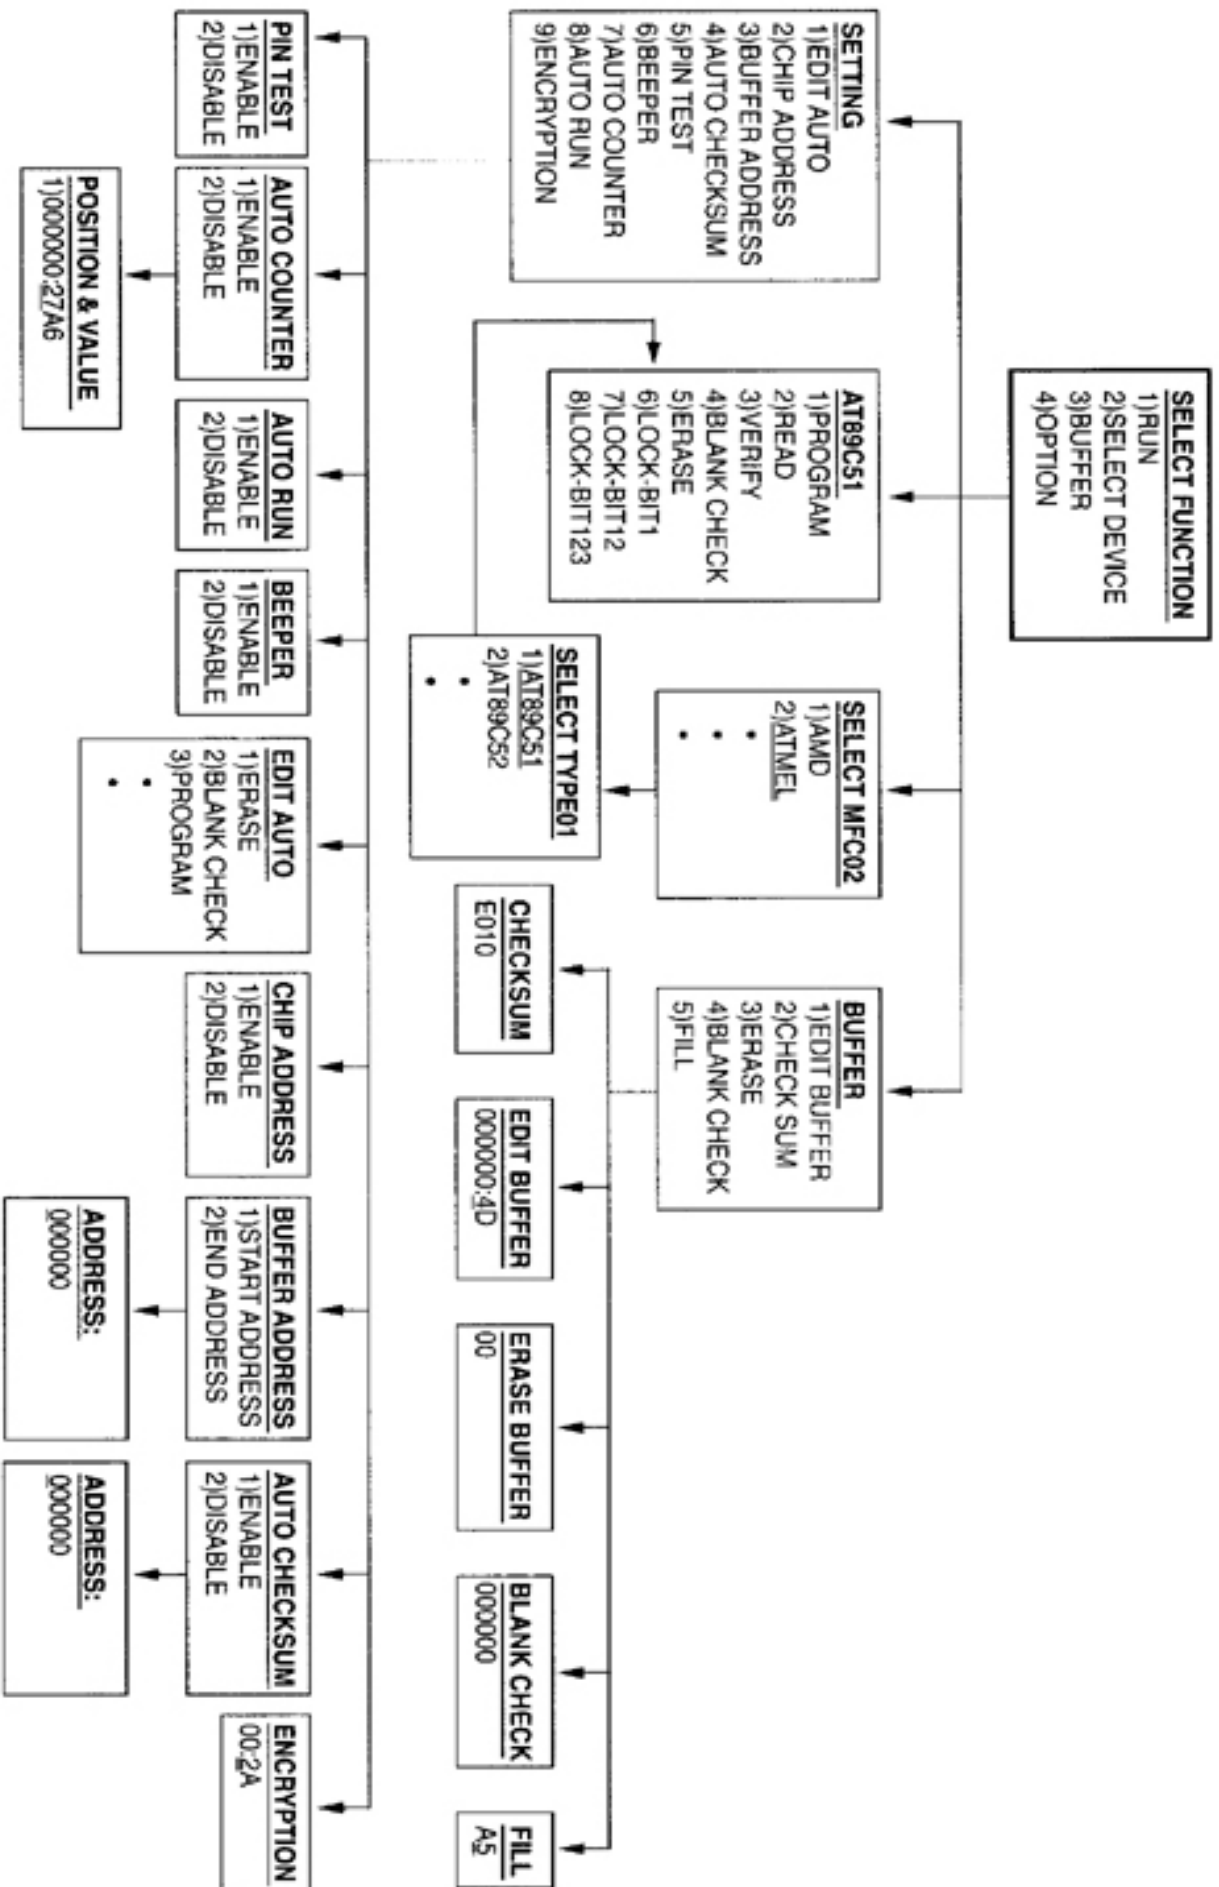 SELECT FUNCTION
1)RUN
2)SELECT DEVICE
3)BUFFER
4)OPTION
SETTING
1)EDIT AUTO
2)CHIP ADDRESS
3)BUFFER ADDRESS
4)AUTO CHECKSUM
5)PIN TEST
6)BEEPER
7)AUTO COUNTER
8)AUTO RUN
9)ENCRYPTION
AT89C51
1)PROGRAM
2)READ
3)VERIFY
4)BLANK CHECK
5)ERASE
6)LOCK-BIT1
7)LOCK-BIT12
8)LOCK-BIT123
SELECT MFC02
1)AMD
2)ATMEL
•
•
•
BUFFER
1)EDIT BUFFER
2)CHECK SUM
3)ERASE
4)BLANK CHECK
5)FILL
SELECT TYPE01
1)AT89C51
2)AT89C52
•
•
CHECKSUM
E010
EDIT BUFFER
000000:4D
ERASE BUFFER
00
BLANK CHECK
000000
FILL
A5
PIN TEST
1)ENABLE
2)DISABLE
AUTO COUNTER
1)ENABLE
2)DISABLE
AUTO RUN
1)ENABLE
2)DISABLE
BEEPER
1)ENABLE
2)DISABLE
EDIT AUTO
1)ERASE
2)BLANK CHECK
3)PROGRAM
•
•
CHIP ADDRESS
1)ENABLE
2)DISABLE
BUFFER ADDRESS
1)START ADDRESS
2)END ADDRESS
AUTO CHECKSUM
1)ENABLE
2)DISABLE
ENCRYPTION
00:2A
POSITION & VALUE
1)000000:27A6
ADDRESS:
000000
ADDRESS:
000000